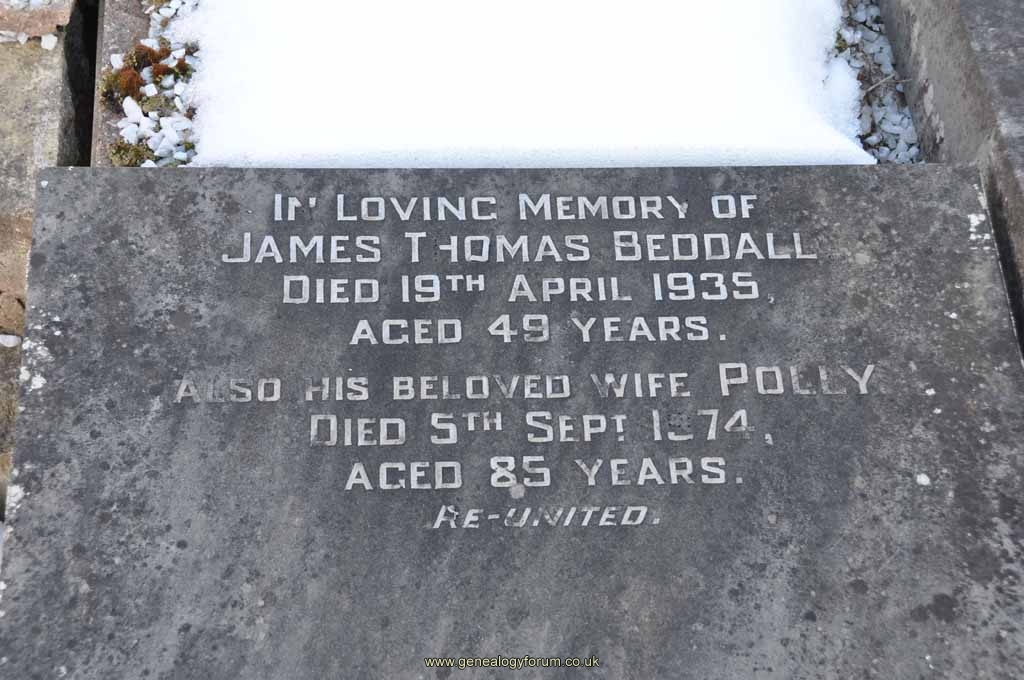 In Loving Memory of
James Thomas Beddall
Died 19th April 1935,
aged 49 years.
also his beloved wife Polly
Died 5th Sept 1974,
aged 85 years.
Re-united.
www.genealogyforum.co.uk